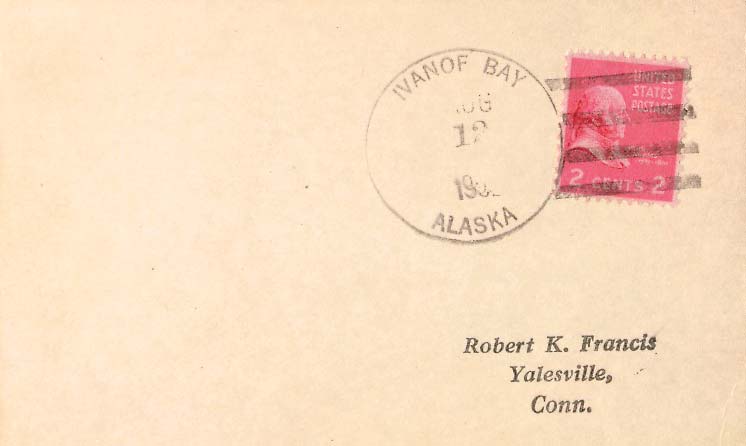 IVANOF BAY
12
ALASKA
UNITED
STATES
POSTAGE
2 CENTS 2
Robert K. Francis
Yalesville,
Conn.